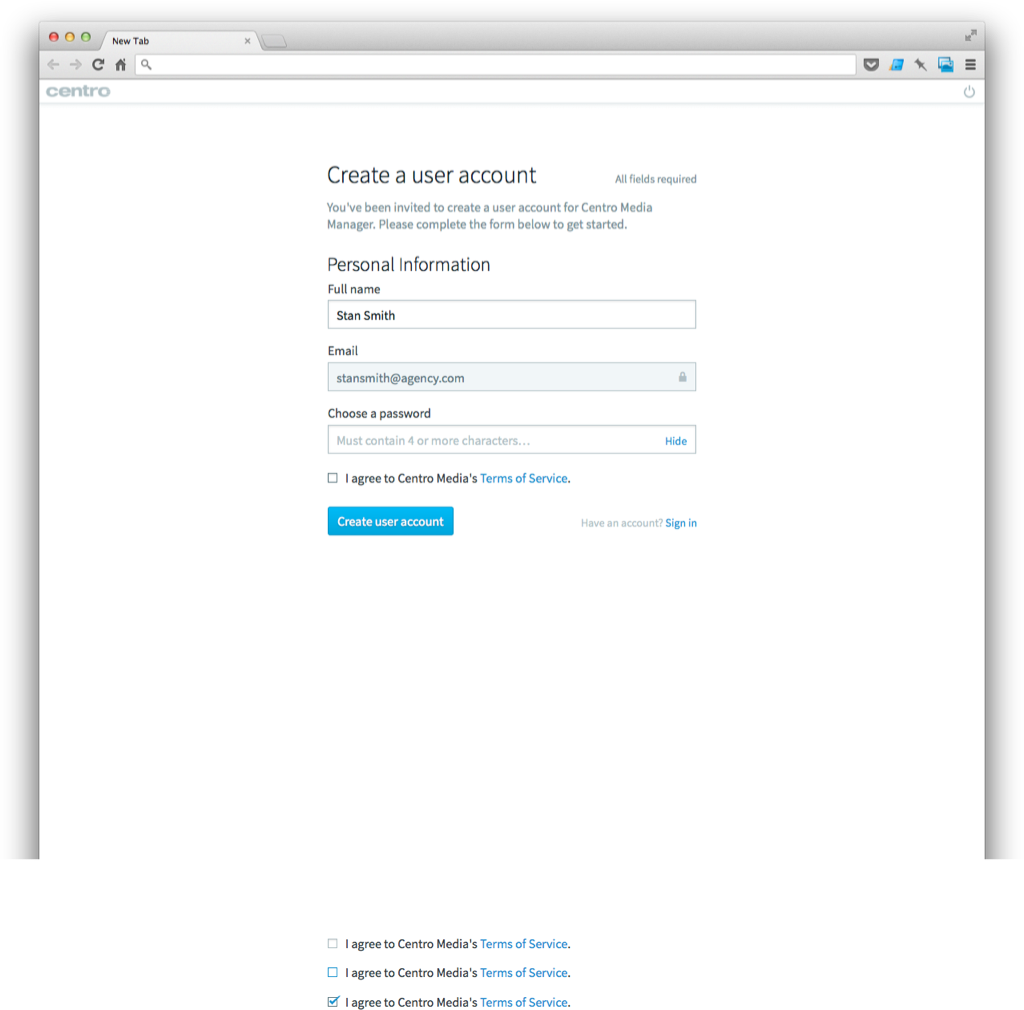 New Tab
centro
Create a user account
All fields required
You've been invited to create a user account for Centro Media
Manager. Please complete the form below to get started.
Personal Information
Full name
Stan Smith
Email
stansmith@agency.com
Choose a password
Must contain 4 or more characters...
Hide
I agree to Centro Media's Terms of Service.
Create user account
Have an account? Sign in
I agree to Centro Media's Terms of Service.
I agree to Centro Media's Terms of Service.
I agree to Centro Media's Terms of Service.